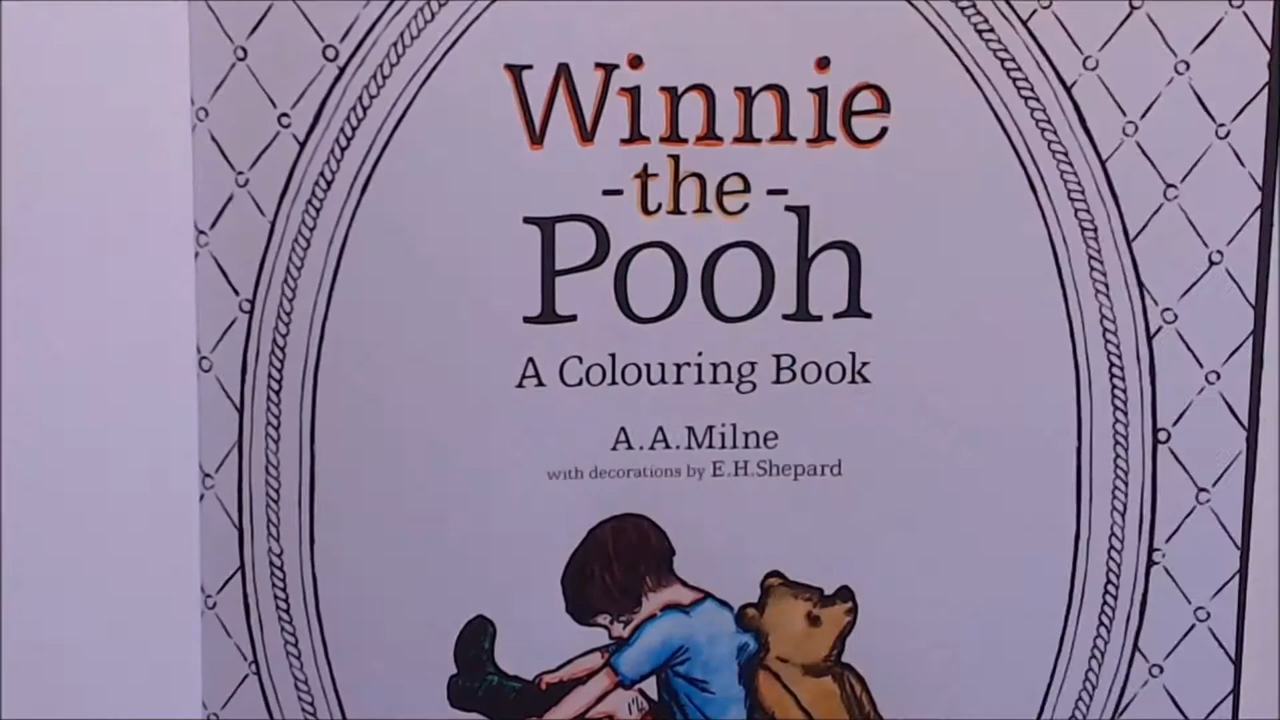 Winnie
-the-
Pooh
A Colouring Book
A.A.Milne
with decorations by E.H.Shepard